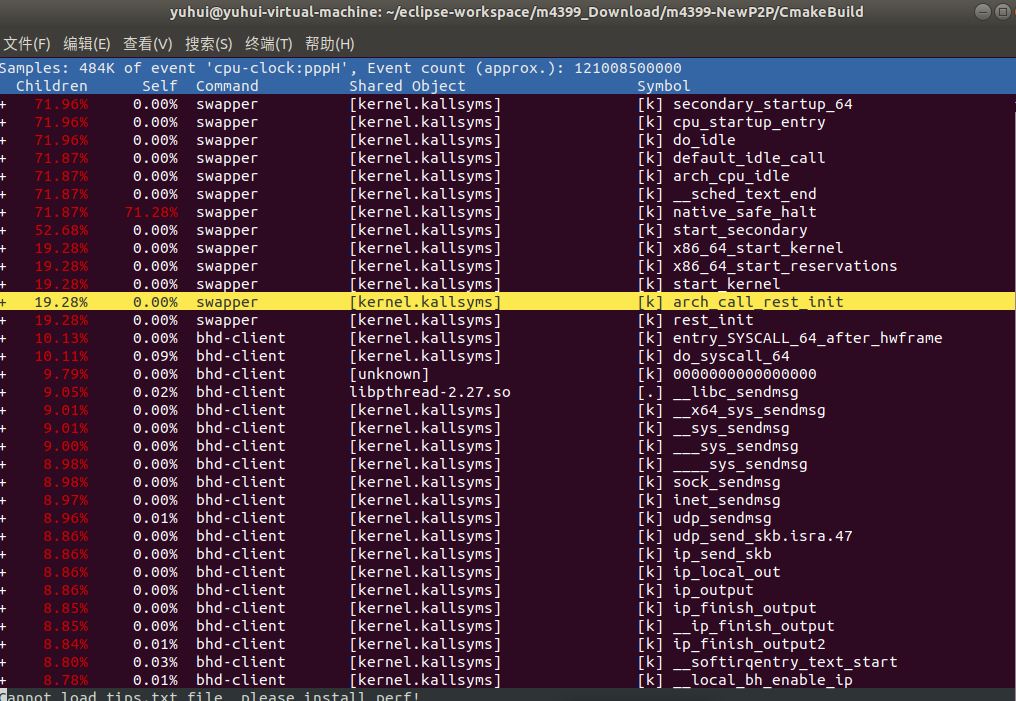 yuhui@yuhui-virtual-machine: ~/eclipse-workspace/m4399_Download/m4399-NewP2P/CmakeBuild
文件(F) 编辑(E) 查看(V) 搜索(S) 终端(T) 帮助(H)
Samples: 484K of event 'cpu-clock:pppH', Event count (approx.): 121008500000
Children Self Command Shared Object Symbol
+ 71.96% 0.00% swapper [kernel.kallsyms] [k] secondary_startup_64
+ 71.96% 0.00% swapper [kernel.kallsyms] [k] cpu_startup_entry
+ 71.96% 0.00% swapper [kernel.kallsyms] [k] do_idle
+ 71.87% 0.00% swapper [kernel.kallsyms] [k] default_idle_call
+ 71.87% 0.00% swapper [kernel.kallsyms] [k] arch_cpu_idle
+ 71.87% 0.00% swapper [kernel.kallsyms] [k] __sched_text_end
+ 71.87% 71.28% swapper [kernel.kallsyms] [k] native_safe_halt
+ 52.68% 0.00% swapper [kernel.kallsyms] [k] start_secondary
+ 19.28% 0.00% swapper [kernel.kallsyms] [k] x86_64_start_kernel
+ 19.28% 0.00% swapper [kernel.kallsyms] [k] x86_64_start_reservations
+ 19.28% 0.00% swapper [kernel.kallsyms] [k] start_kernel
+ 19.28% 0.00% swapper [kernel.kallsyms] [k] arch_call_rest_init
+ 19.28% 0.00% swapper [kernel.kallsyms] [k] rest_init
+ 10.13% 0.00% bhd-client [kernel.kallsyms] [k] entry_SYSCALL_64_after_hwframe
+ 10.11% 0.09% bhd-client [kernel.kallsyms] [k] do_syscall_64
+ 9.79% 0.00% bhd-client [unknown] [k] 0000000000000000
+ 9.05% 0.02% bhd-client libpthread-2.27.so [.] __libc_sendmsg
+ 9.01% 0.00% bhd-client [kernel.kallsyms] [k] __x64_sys_sendmsg
+ 9.01% 0.00% bhd-client [kernel.kallsyms] [k] __sys_sendmsg
+ 9.00% 0.00% bhd-client [kernel.kallsyms] [k] ___sys_sendmsg
+ 8.98% 0.00% bhd-client [kernel.kallsyms] [k] ____sys_sendmsg
+ 8.98% 0.00% bhd-client [kernel.kallsyms] [k] sock_sendmsg
+ 8.97% 0.00% bhd-client [kernel.kallsyms] [k] inet_sendmsg
+ 8.96% 0.01% bhd-client [kernel.kallsyms] [k] udp_sendmsg
+ 8.86% 0.00% bhd-client [kernel.kallsyms] [k] udp_send_skb.isra.47
+ 8.86% 0.00% bhd-client [kernel.kallsyms] [k] ip_send_skb
+ 8.86% 0.00% bhd-client [kernel.kallsyms] [k] ip_local_out
+ 8.86% 0.00% bhd-client [kernel.kallsyms] [k] ip_output
+ 8.85% 0.00% bhd-client [kernel.kallsyms] [k] ip_finish_output
+ 8.85% 0.00% bhd-client [kernel.kallsyms] [k] __ip_finish_output
+ 8.84% 0.01% bhd-client [kernel.kallsyms] [k] ip_finish_output2
+ 8.80% 0.03% bhd-client [kernel.kallsyms] [k] __softirqentry_text_start
+ 8.78% 0.01% bhd-client [kernel.kallsyms] [k] __local_bh_enable_ip
Cannot load tips.txt file, please install perf!